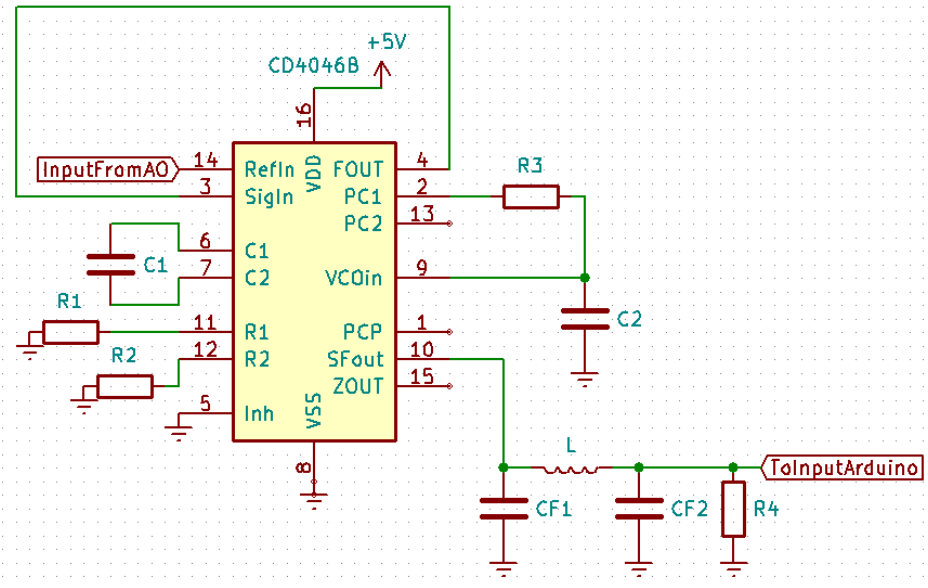 +5V
CD4046B
16
InputFromAO
14
RefIn
VDD
FOUT
4
R3
3
SigIn
PC1
2
PC2
13
6
C1
C1
7
C2
VCOin
9
R1
C2
11
R1
PCP
1
R2
12
R2
SFout
10
ZOUT
15
5
Inh
VSS
8
L
ToInputArduino
CF1
CF2
R4